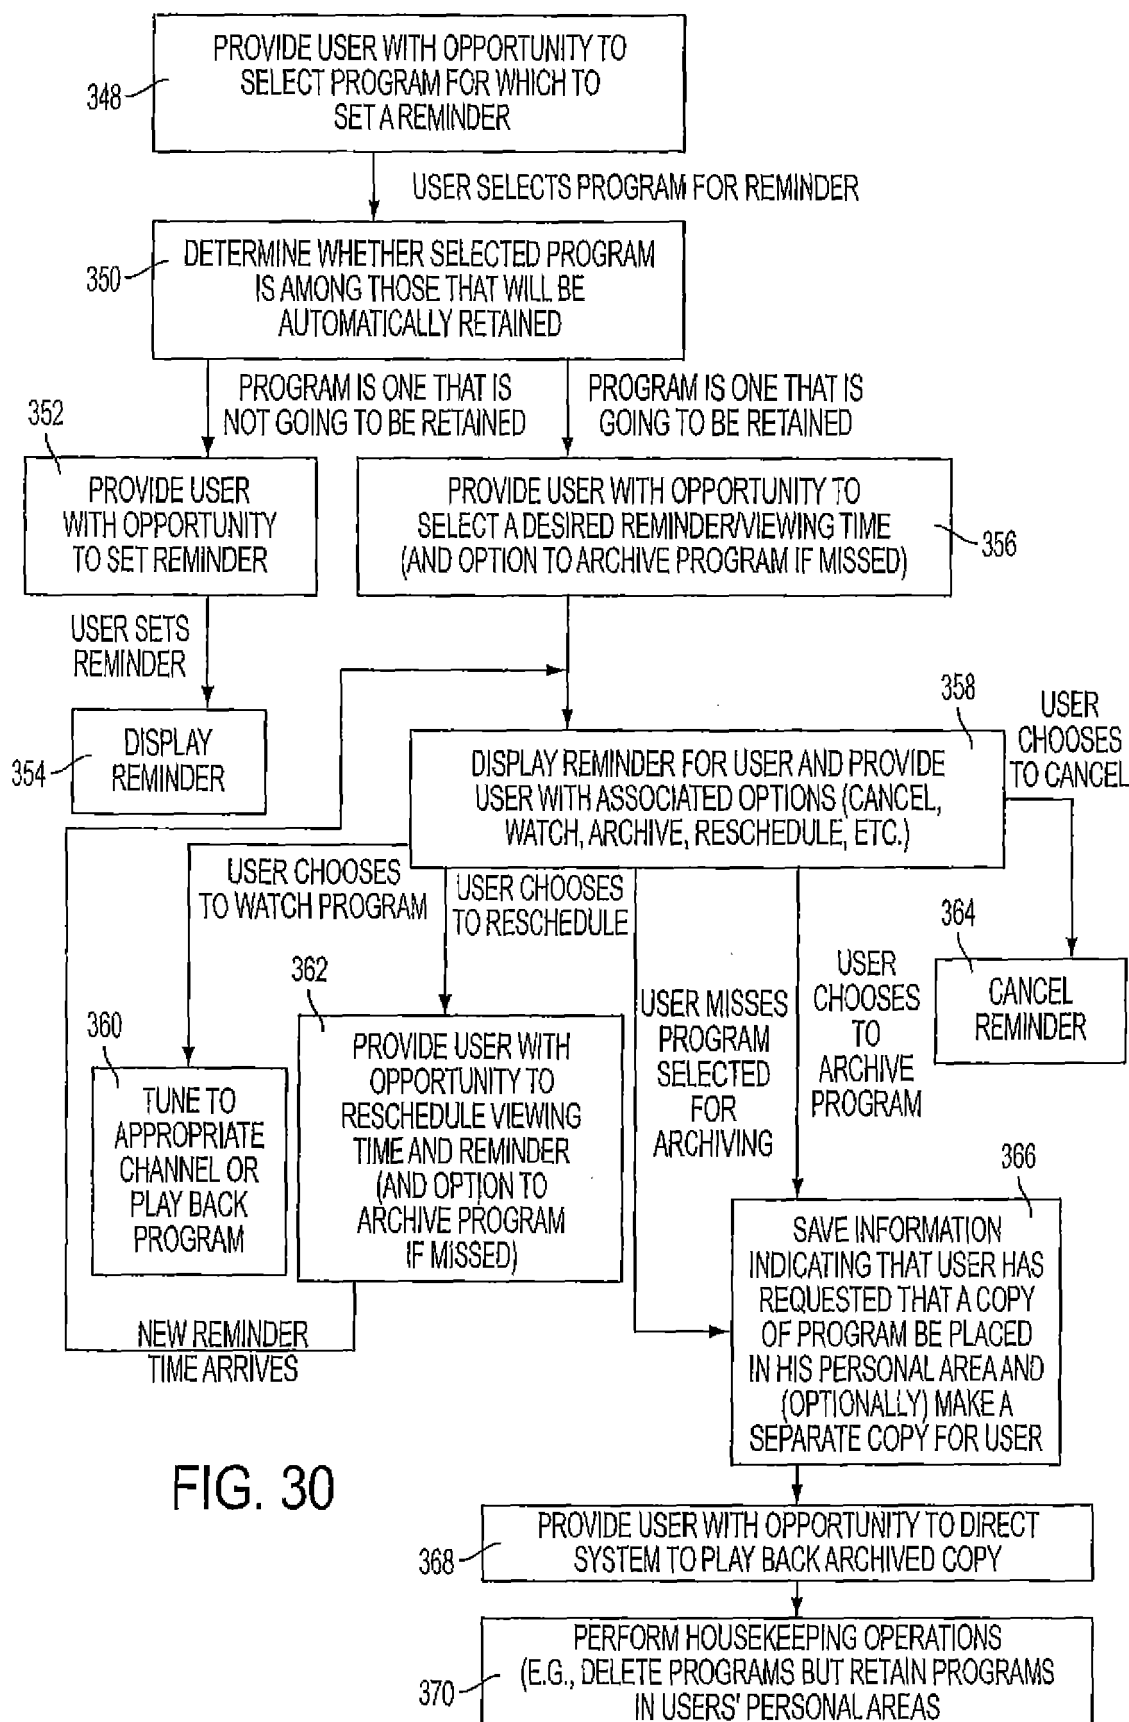 PROVIDE USER WITH OPPORTUNITY TO
SELECT PROGRAM FOR WHICH TO
SET A REMINDER
348
USER SELECTS PROGRAM FOR REMINDER
DETERMINE WHETHER SELECTED PROGRAM
IS AMONG THOSE THAT WILL BE
AUTOMATICALLY RETAINED
350
PROGRAM IS ONE THAT IS
NOT GOING TO BE RETAINED
PROGRAM IS ONE THAT IS
GOING TO BE RETAINED
352
PROVIDE USER
WITH OPPORTUNITY
TO SET REMINDER
PROVIDE USER WITH OPPORTUNITY TO
SELECT A DESIRED REMINDER/VIEWING TIME
(AND OPTION TO ARCHIVE PROGRAM IF MISSED)
356
USER SETS
REMINDER
DISPLAY
REMINDER
354
358
USER
CHOOSES
TO CANCEL
DISPLAY REMINDER FOR USER AND PROVIDE
USER WITH ASSOCIATED OPTIONS (CANCEL,
WATCH, ARCHIVE, RESCHEDULE, ETC.)
USER CHOOSES
TO WATCH PROGRAM
USER CHOOSES
TO RESCHEDULE
USER MISSES
PROGRAM
SELECTED
FOR
ARCHIVING
USER
CHOOSES
TO
ARCHIVE
PROGRAM
364
CANCEL
REMINDER
360
TUNE TO
APPROPRIATE
CHANNEL OR
PLAY BACK
PROGRAM
362
PROVIDE USER WITH
OPPORTUNITY TO
RESCHEDULE VIEWING
TIME AND REMINDER
(AND OPTION TO
ARCHIVE PROGRAM
IF MISSED)
NEW REMINDER
TIME ARRIVES
366
SAVE INFORMATION
INDICATING THAT USER HAS
REQUESTED THAT A COPY
OF PROGRAM BE PLACED
IN HIS PERSONAL AREA AND
(OPTIONALLY) MAKE A
SEPARATE COPY FOR USER
FIG. 30
PROVIDE USER WITH OPPORTUNITY TO DIRECT
SYSTEM TO PLAY BACK ARCHIVED COPY
368
PERFORM HOUSEKEEPING OPERATIONS
(E.G., DELETE PROGRAMS BUT RETAIN PROGRAMS
IN USERS' PERSONAL AREAS
370